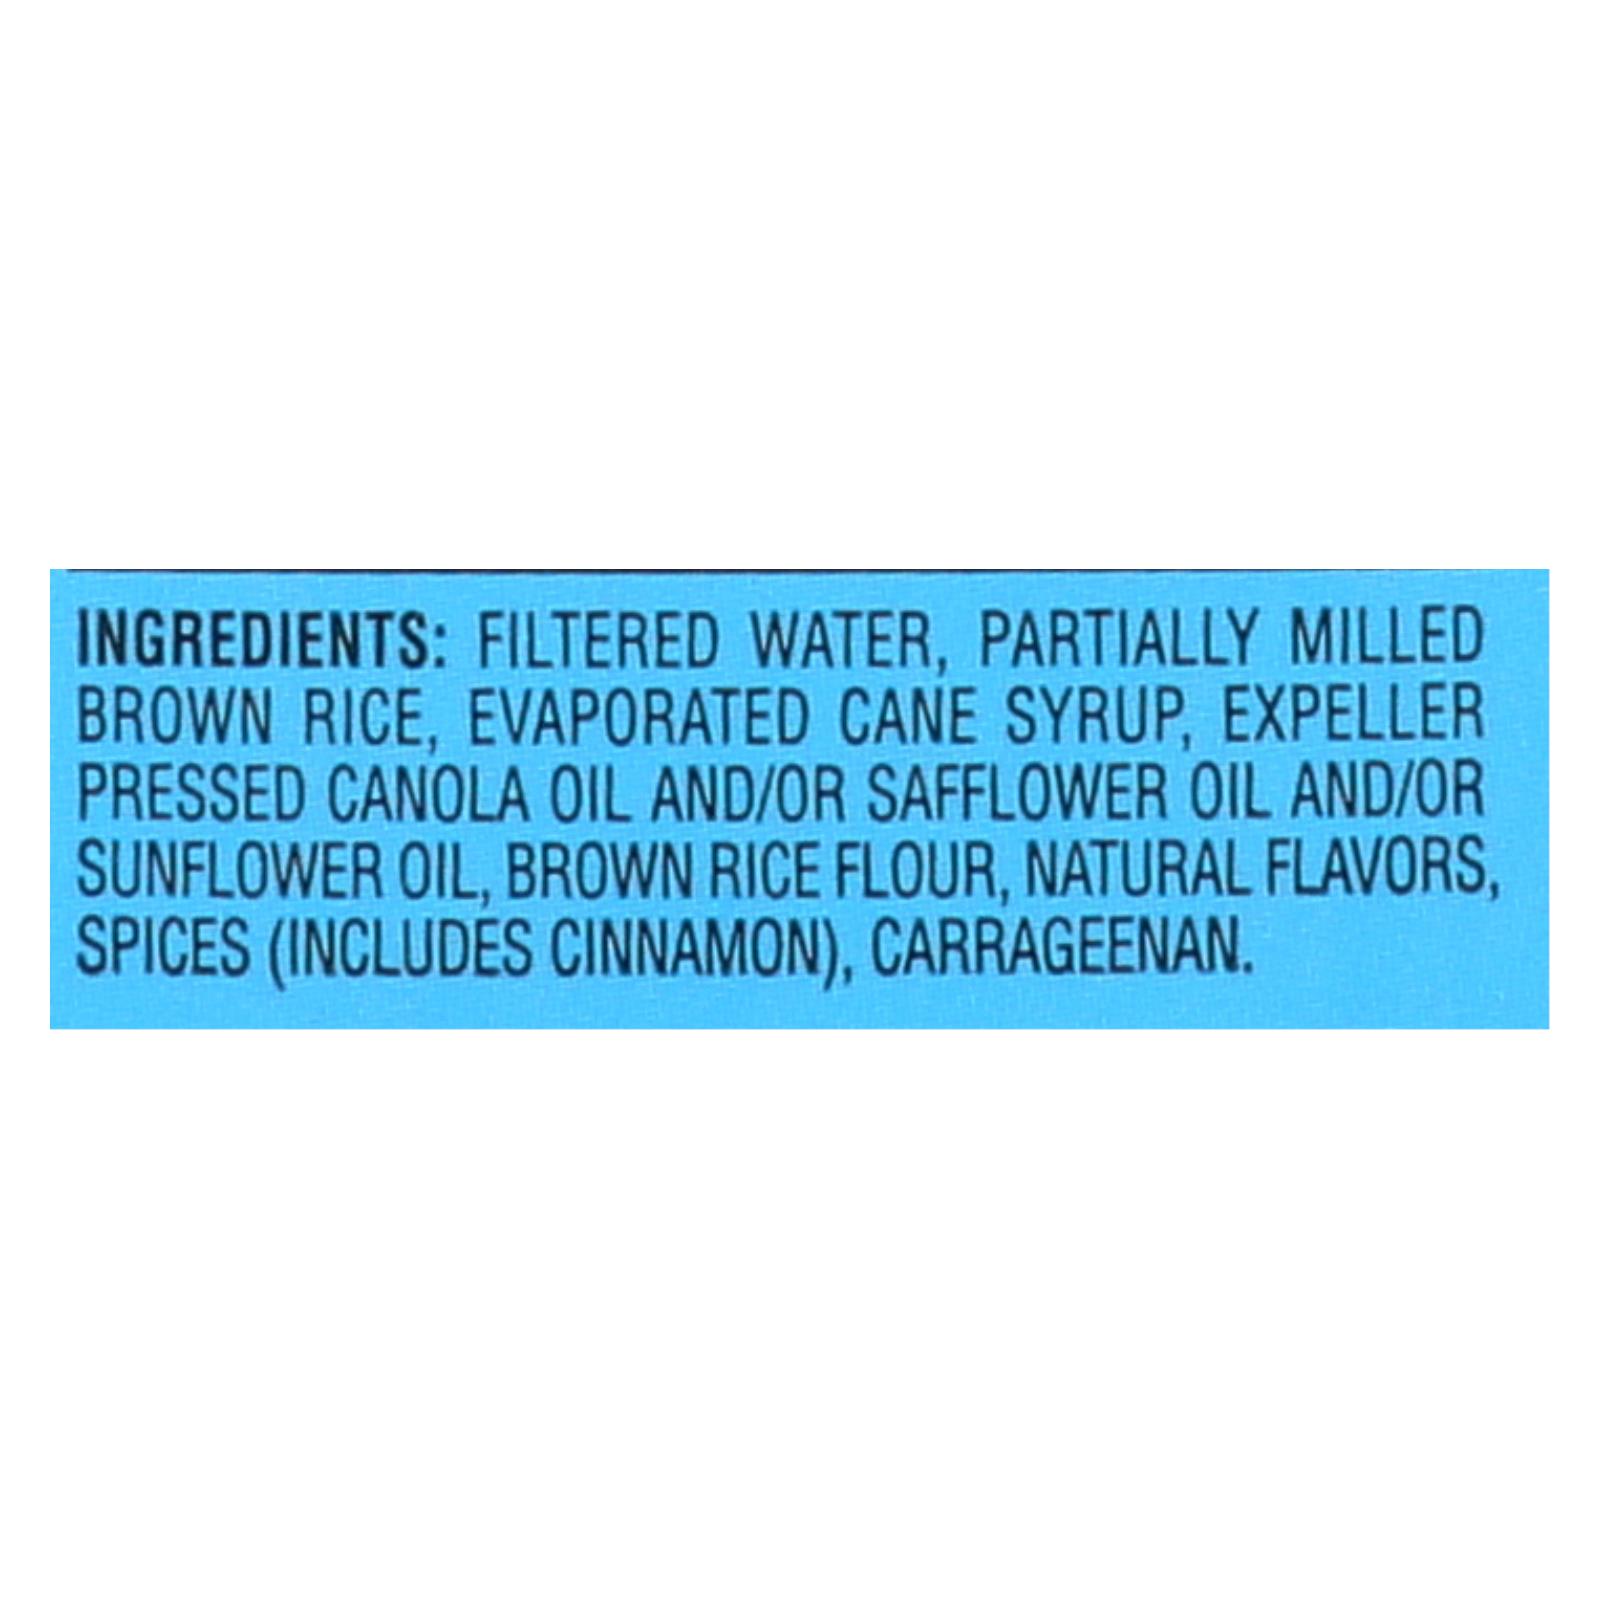 INGREDIENTS: FILTERED WATER, PARTIALLY MILLED
BROWN RICE, EVAPORATED CANE SYRUP, EXPELLER
PRESSED CANOLA OIL AND/OR SAFFLOWER OIL AND/OR
SUNFLOWER OIL, BROWN RICE FLOUR, NATURAL FLAVORS,
SPICES (INCLUDES CINNAMON), CARRAGEENAN.